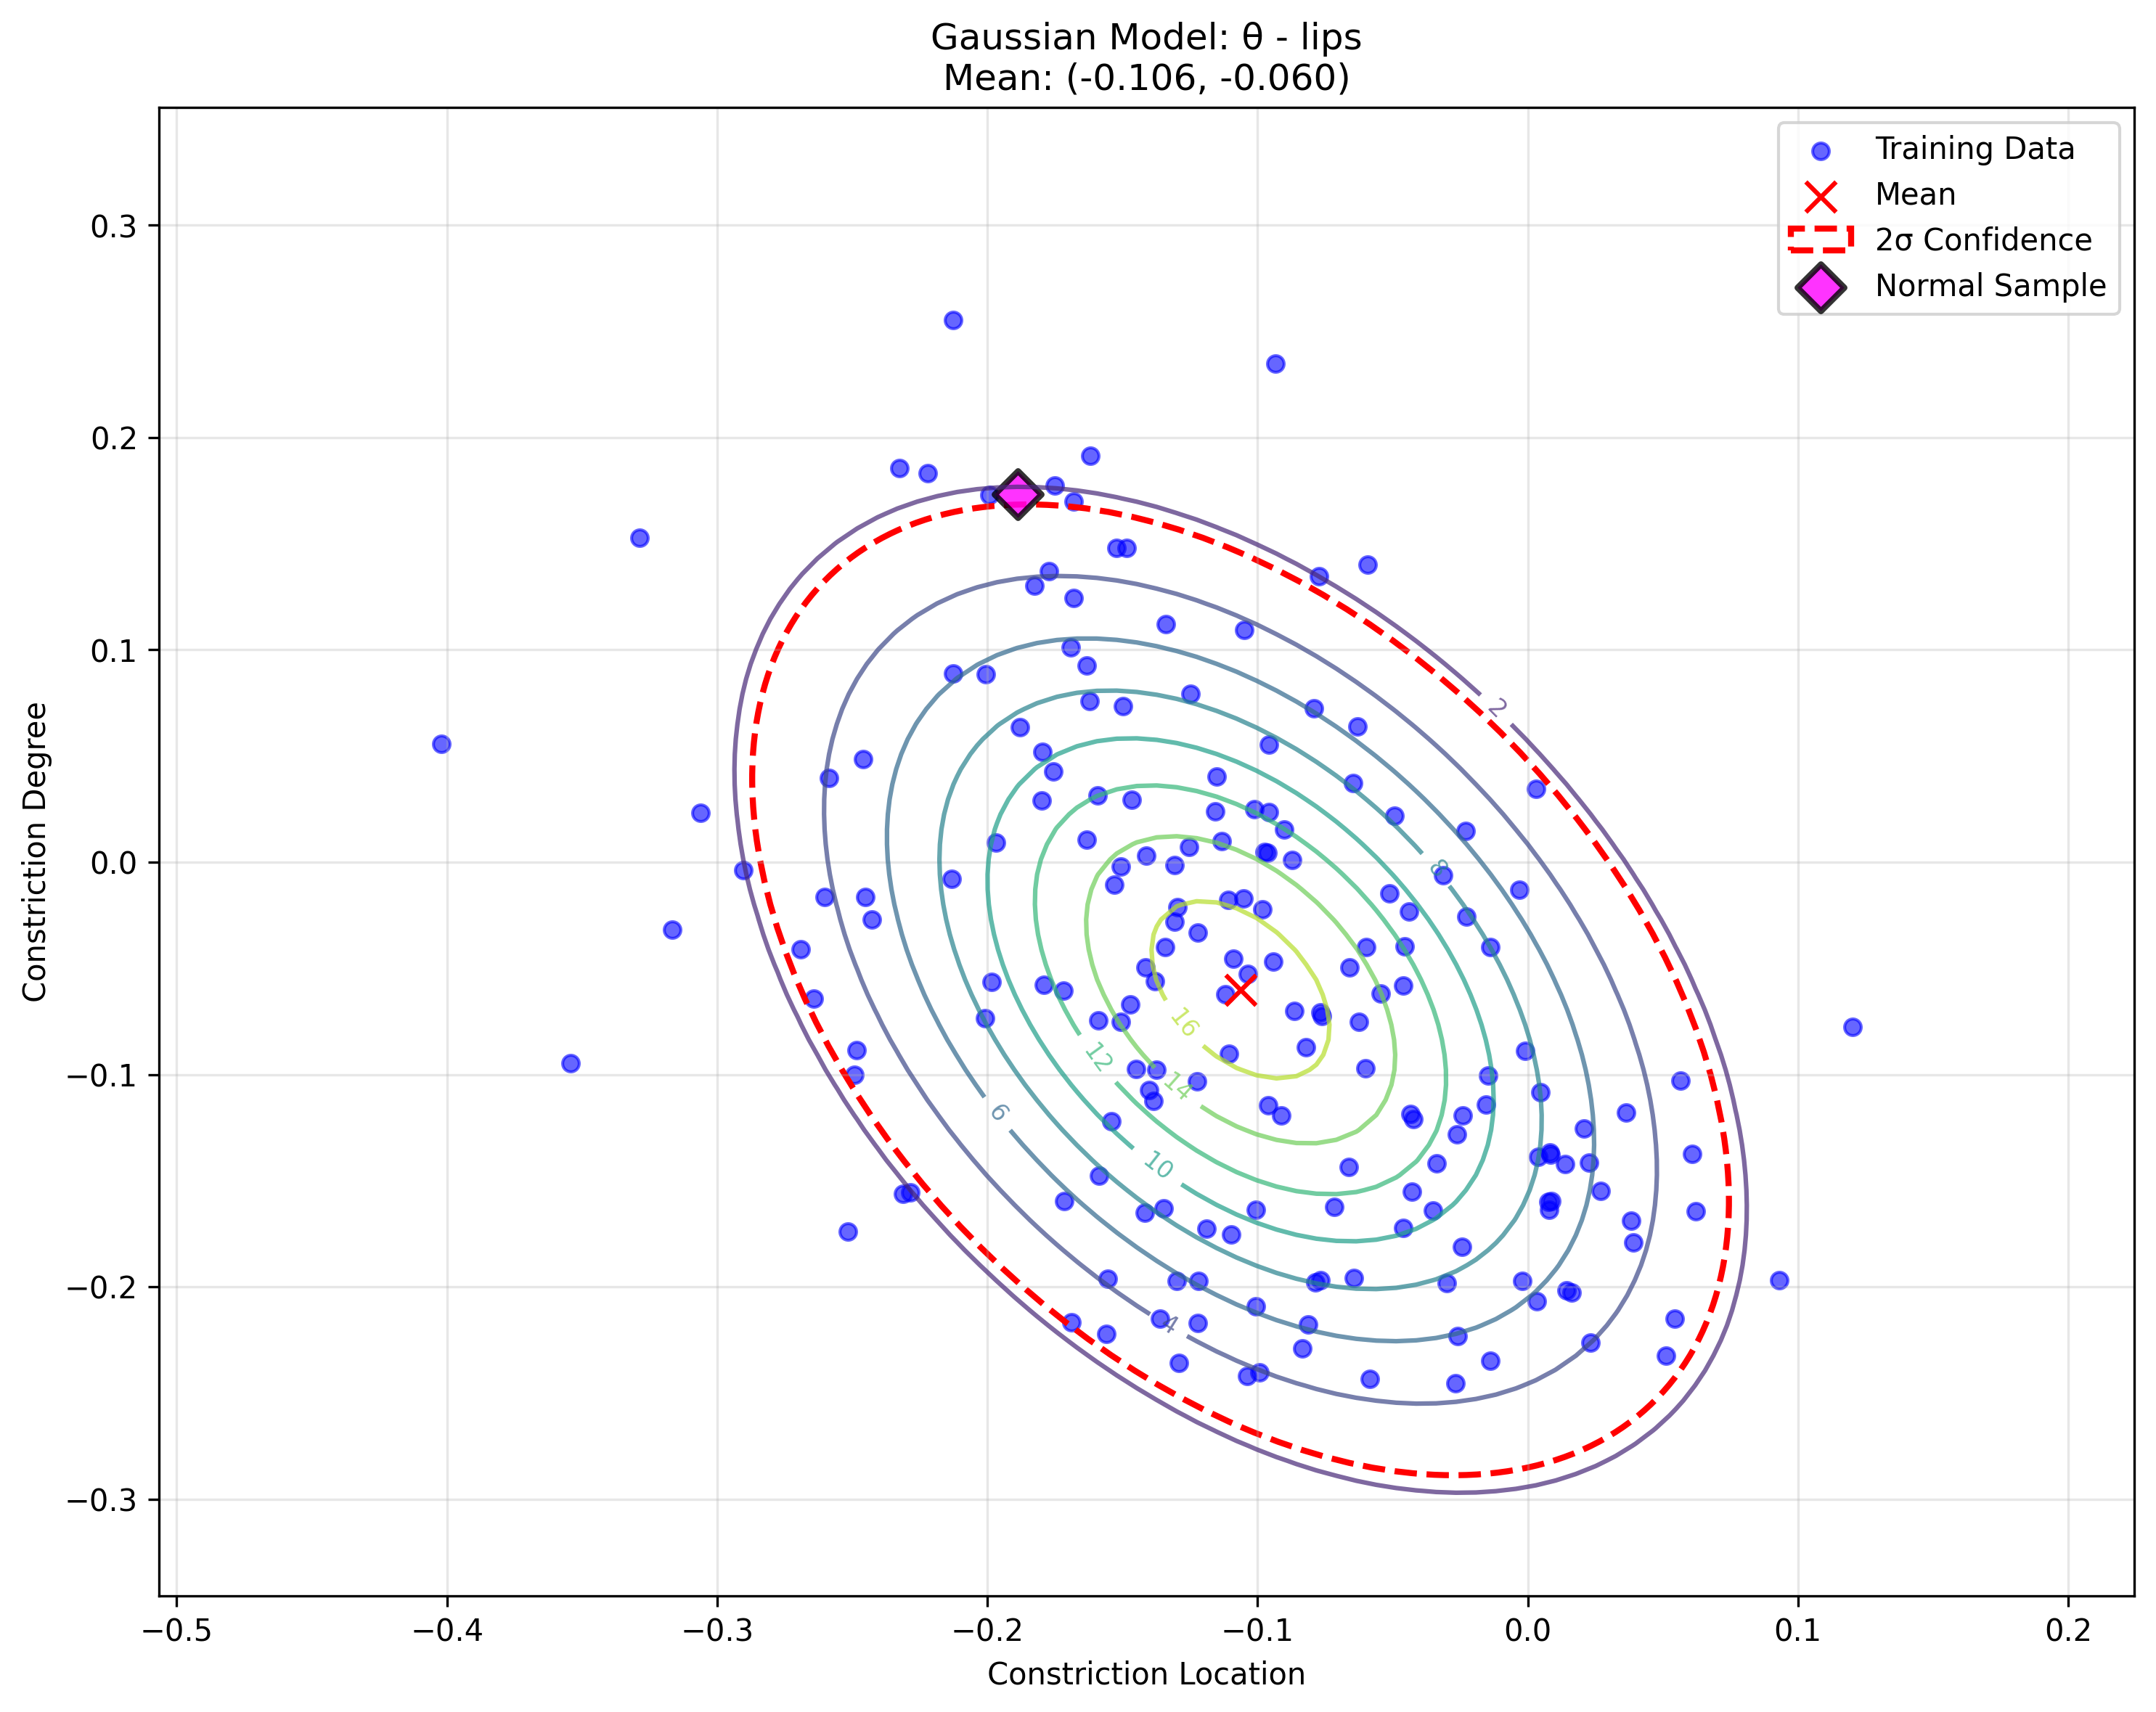 Gaussian Model: θ - lips
Mean: (-0.106, -0.060)
Training Data
Mean
2σ Confidence
Normal Sample
0.3
0.2
0.1
0.0
−0.1
−0.2
−0.3
Constriction Degree
2
8
16
12
14
6
10
4
−0.5
−0.4
−0.3
−0.2
−0.1
0.0
0.1
0.2
Constriction Location